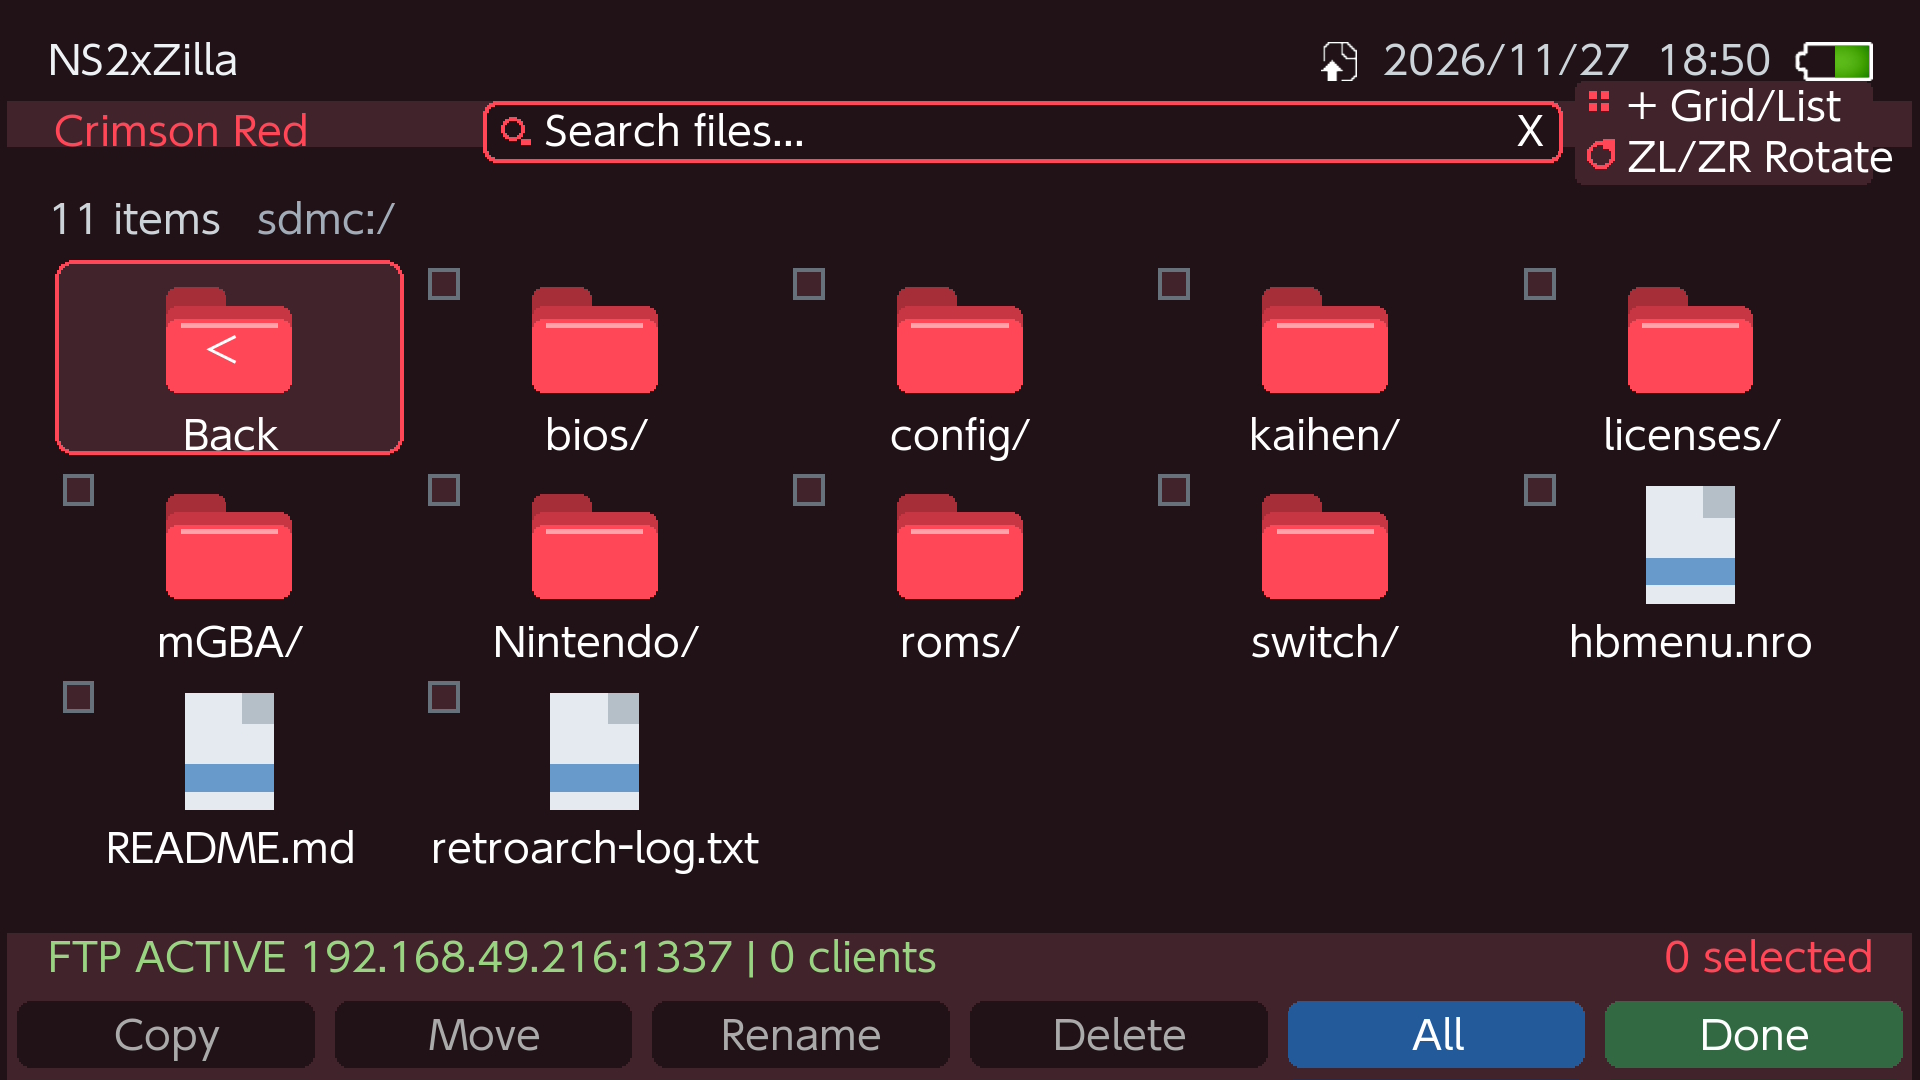 NS2xZilla
2026/11/27 18:50
Crimson Red
Search files...
X
+ Grid/List
ZL/ZR Rotate
11 items sdmc:/
<
Back
bios/
config/
kaihen/
licenses/
mGBA/
Nintendo/
roms/
switch/
hbmenu.nro
README.md
retroarch-log.txt
FTP ACTIVE 192.168.49.216:1337 | 0 clients
0 selected
Copy
Move
Rename
Delete
All
Done